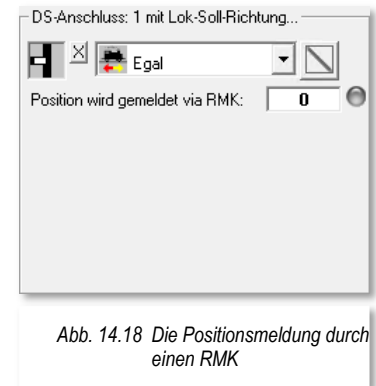 DS-Anschluss: 1 mit Lok-Soll-Richtung...
X
Egal
Position wird gemeldet via RMK: 0
Abb. 14.18 Die Positionsmeldung durch
einen RMK